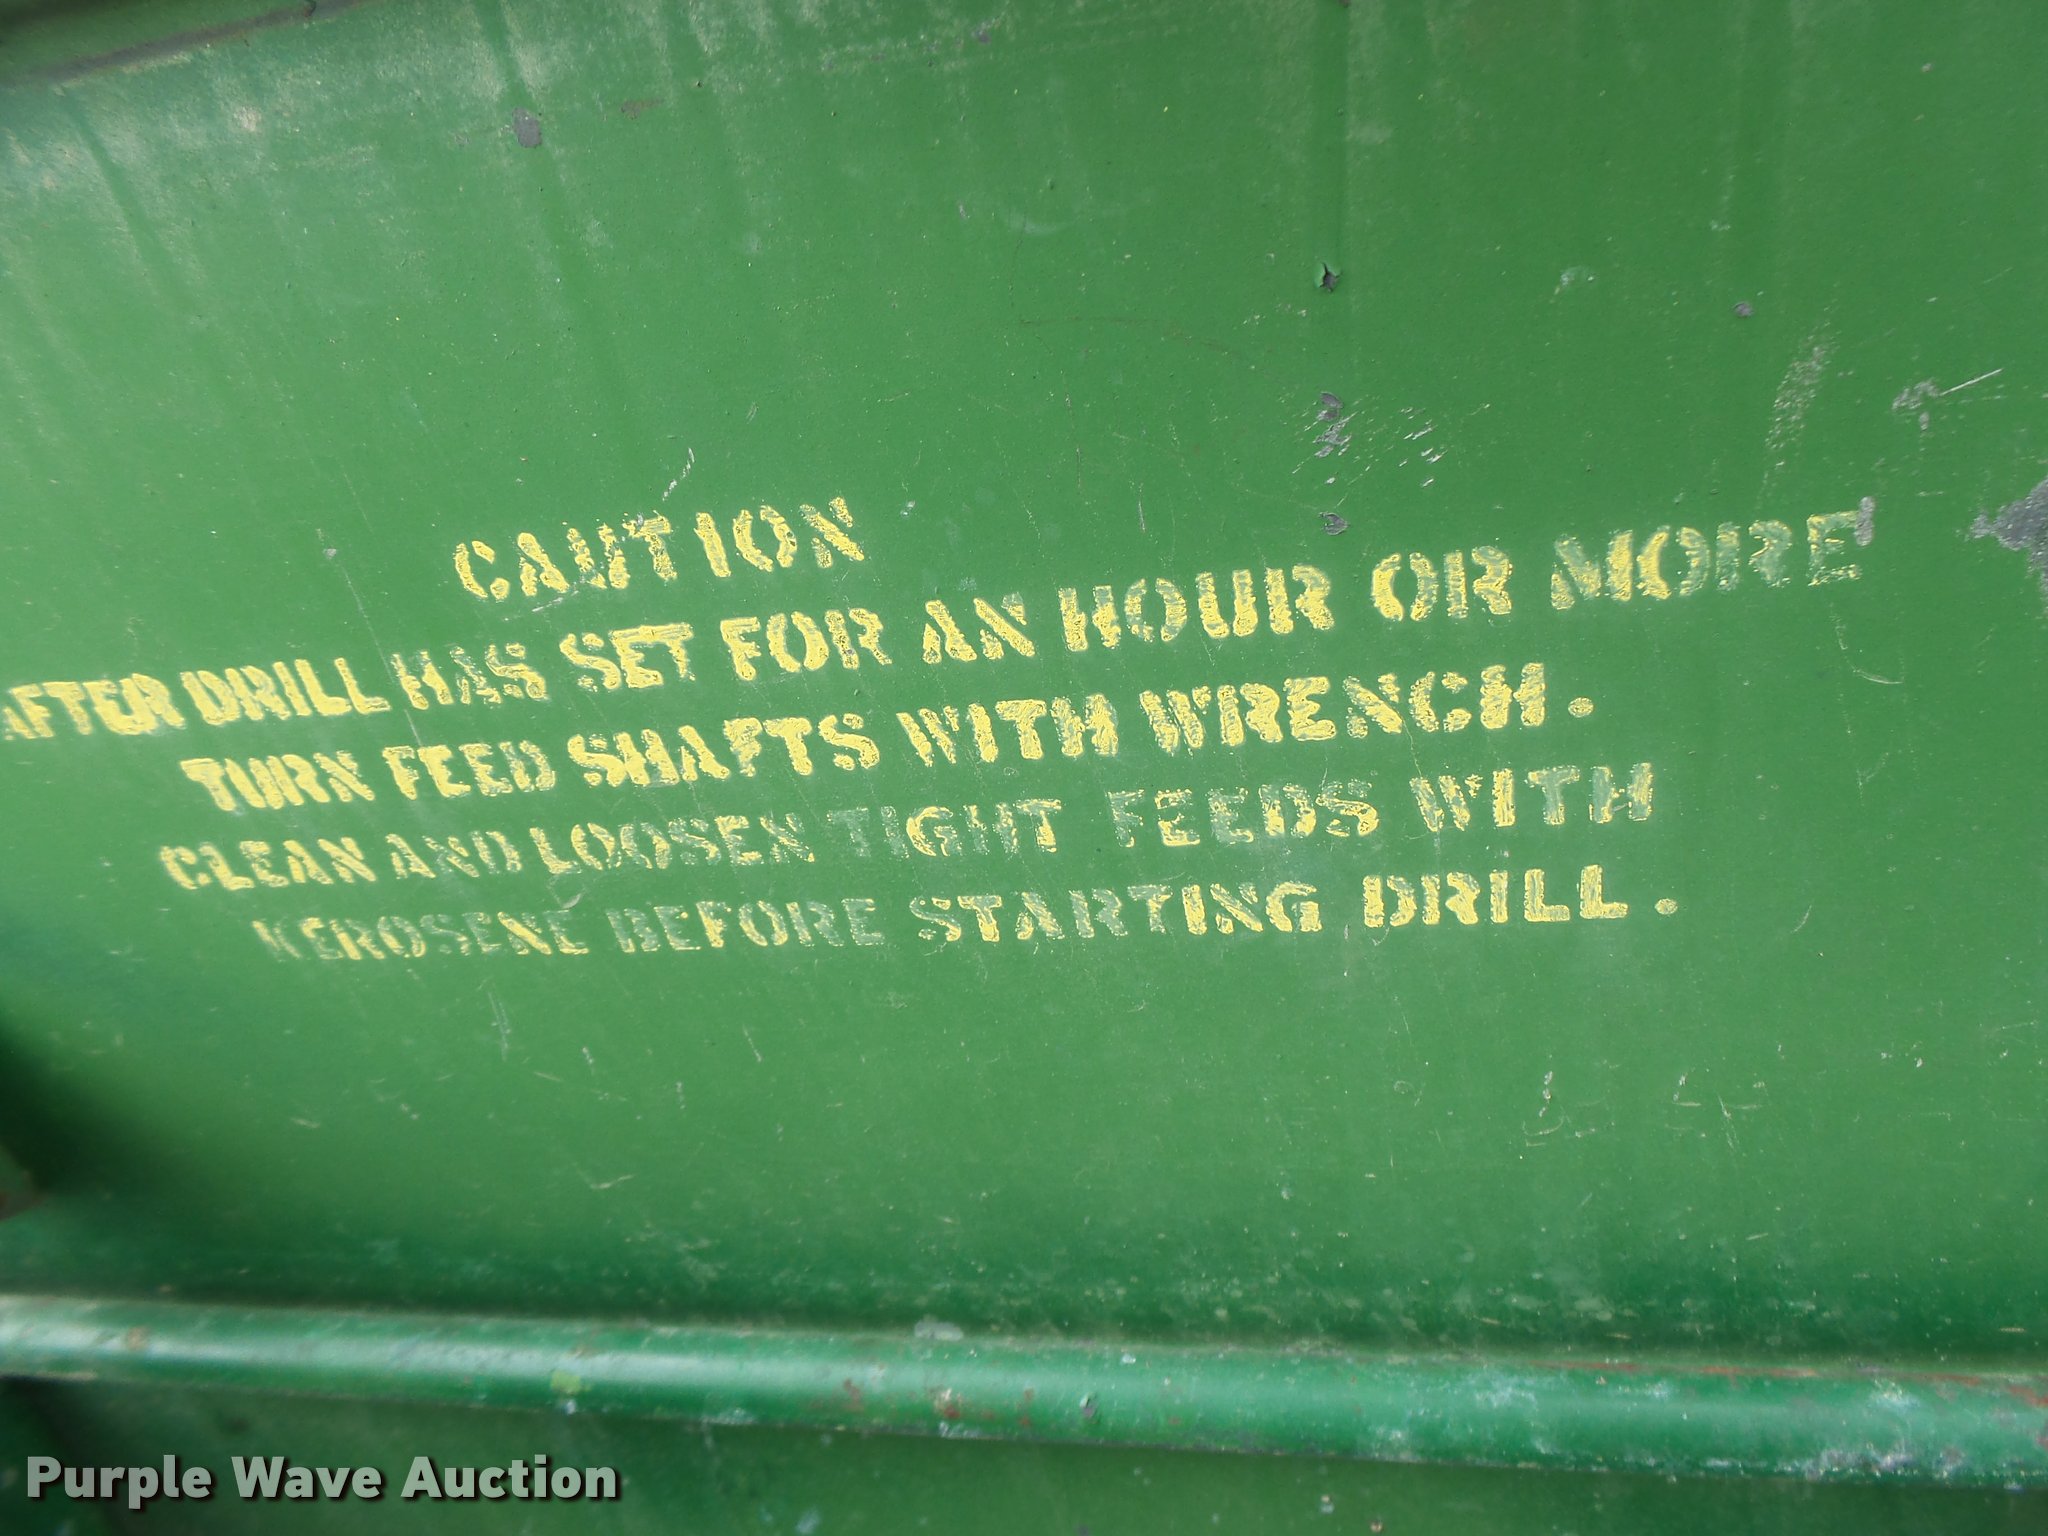 CAUTION
AFTER DRILL HAS SET FOR AN HOUR OR MORE
TURN FEED SHAFTS WITH WRENCH.
CLEAN AND LOOSEN TIGHT FEEDS WITH
KEROSENE BEFORE STARTING DRILL.
Purple Wave Auction